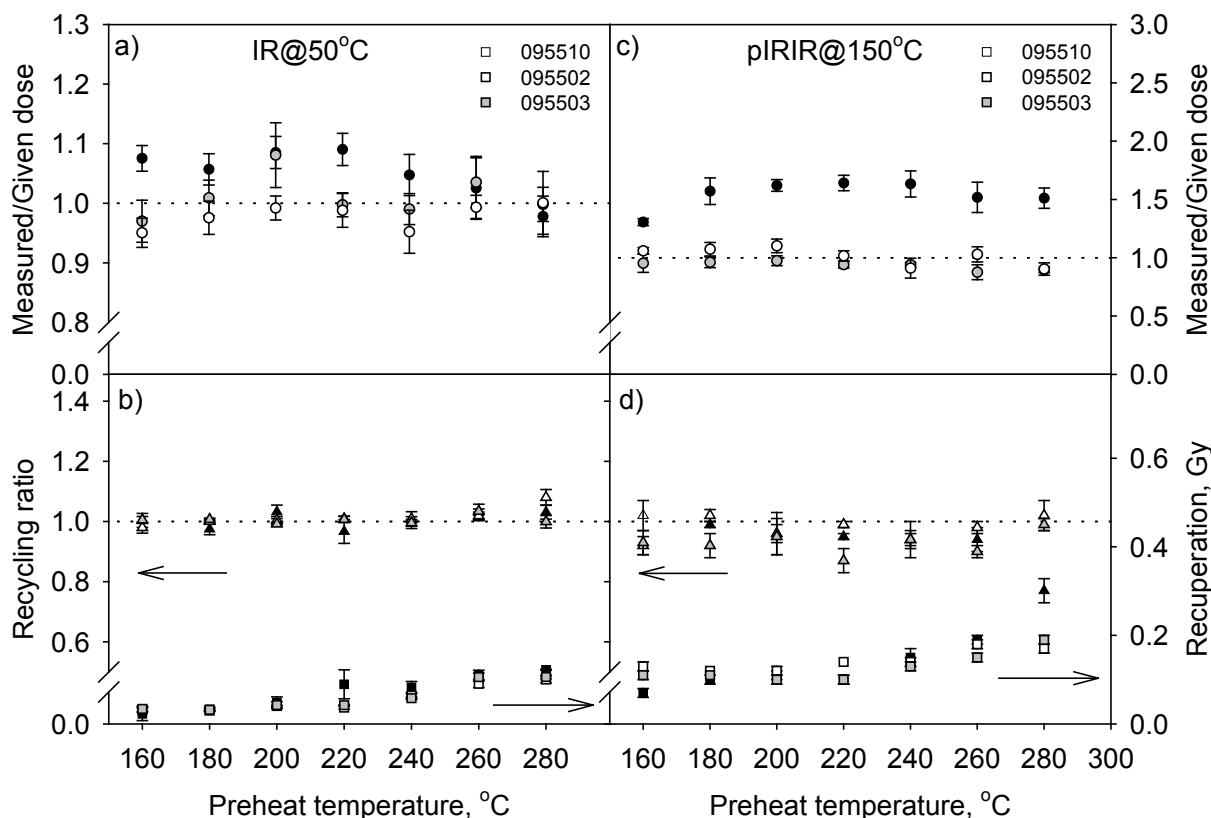 a) IR@50°C
095510
095502
095503
Measured/Given dose
1.3
1.2
1.1
1.0
0.9
0.8
0.0
c) pIRIR@150°C
095510
095502
095503
Measured/Given dose
3.0
2.5
2.0
1.5
1.0
0.5
0.0
b)
Recycling ratio
1.4
1.2
1.0
0.8
0.6
0.0
d)
Recuperation, Gy
0.6
0.4
0.2
0.0
160 180 200 220 240 260 280
Preheat temperature, °C
160 180 200 220 240 260 280 300
Preheat temperature, °C